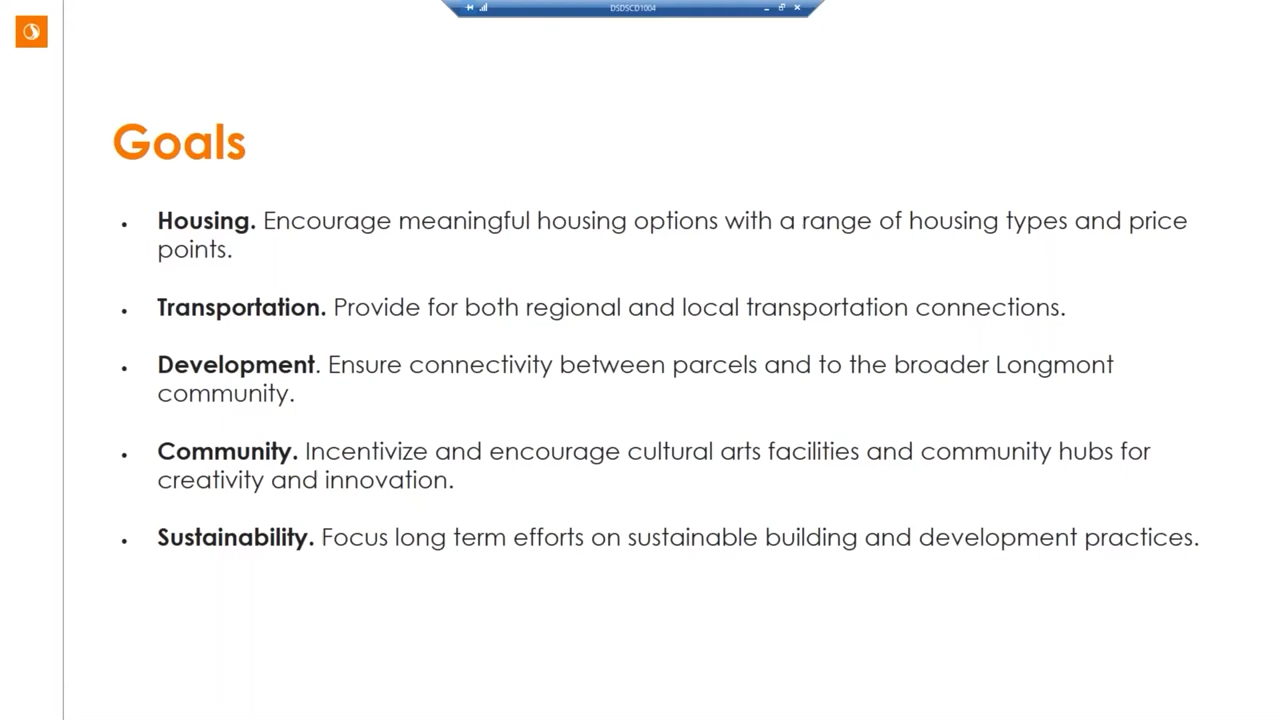 DSDSCD1004
Goals
• Housing. Encourage meaningful housing options with a range of housing types and price
points.
• Transportation. Provide for both regional and local transportation connections.
• Development. Ensure connectivity between parcels and to the broader Longmont
community.
• Community. Incentivize and encourage cultural arts facilities and community hubs for
creativity and innovation.
• Sustainability. Focus long term efforts on sustainable building and development practices.